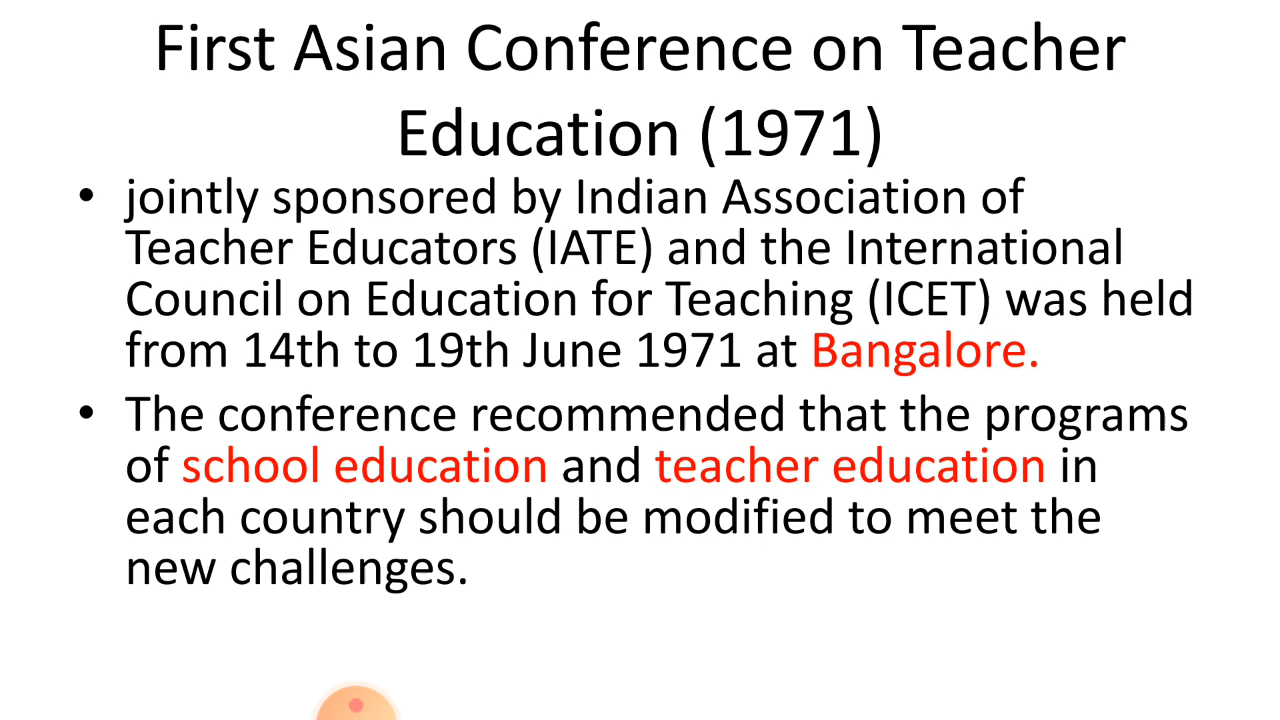 First Asian Conference on Teacher
Education (1971)
• jointly sponsored by Indian Association of
Teacher Educators (IATE) and the International
Council on Education for Teaching (ICET) was held
from 14th to 19th June 1971 at Bangalore.
• The conference recommended that the programs
of school education and teacher education in
each country should be modified to meet the
new challenges.